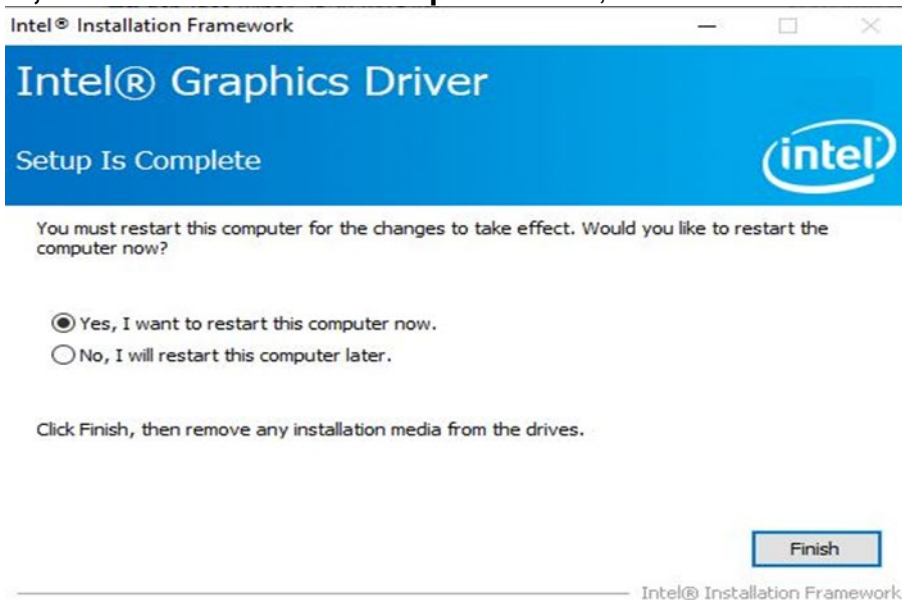 Intel® Installation Framework
Intel® Graphics Driver
Setup Is Complete
intel
You must restart this computer for the changes to take effect. Would you like to restart the
computer now?
Yes, I want to restart this computer now.
No, I will restart this computer later.
Click Finish, then remove any installation media from the drives.
Finish
Intel® Installation Framework